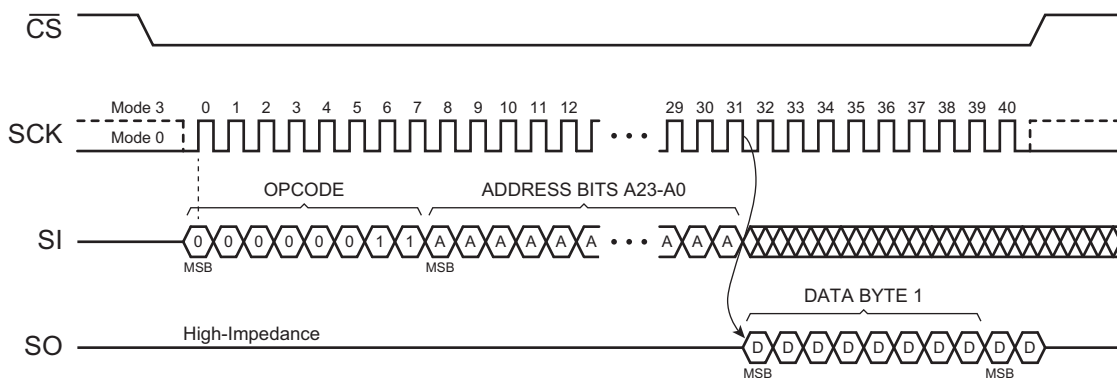 CS
Mode 3
0 1 2 3 4 5 6 7 8 9 10 11 12 29 30 31 32 33 34 35 36 37 38 39 40
SCK
Mode 0
OPCODE ADDRESS BITS A23-A0
SI 0 0 0 0 0 0 1 1 A A A A A A • • • A A A
MSB MSB
DATA BYTE 1
High-Impedance
SO D D D D D D D D D D
MSB MSB